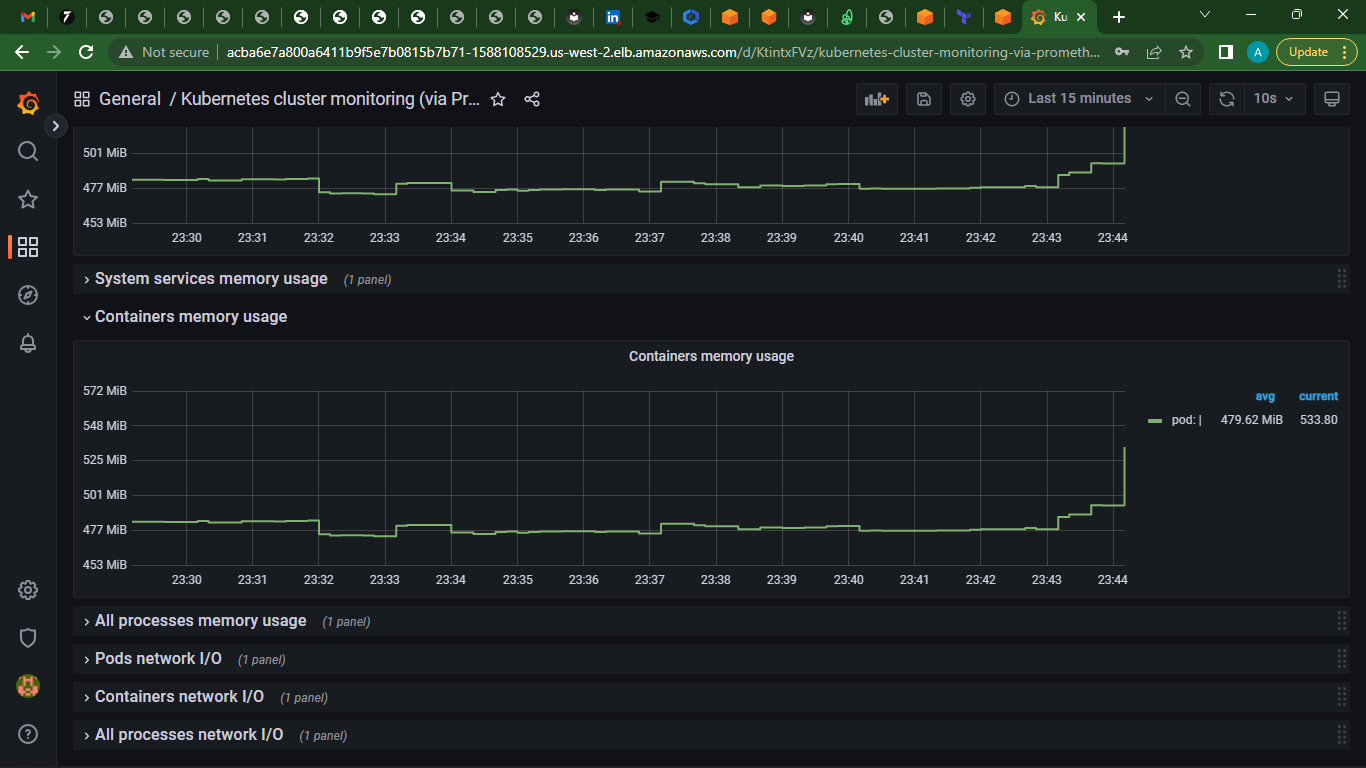 Ku
Not secure acba6e7a800a6411b9f5e7b0815b7b71-1588108529.us-west-2.elb.amazonaws.com/d/KtintxFVz/kubernetes-cluster-monitoring-via-prometh...
A
Update
General / Kubernetes cluster monitoring (via Pr...
Last 15 minutes
10s
501 MiB
477 MiB
453 MiB
23:30 23:31 23:32 23:33 23:34 23:35 23:36 23:37 23:38 23:39 23:40 23:41 23:42 23:43 23:44
System services memory usage (1 panel)
Containers memory usage
Containers memory usage
572 MiB
548 MiB
525 MiB
501 MiB
477 MiB
453 MiB
23:30 23:31 23:32 23:33 23:34 23:35 23:36 23:37 23:38 23:39 23:40 23:41 23:42 23:43 23:44
avg current
pod: | 479.62 MiB 533.80
All processes memory usage (1 panel)
Pods network I/O (1 panel)
Containers network I/O (1 panel)
All processes network I/O (1 panel)